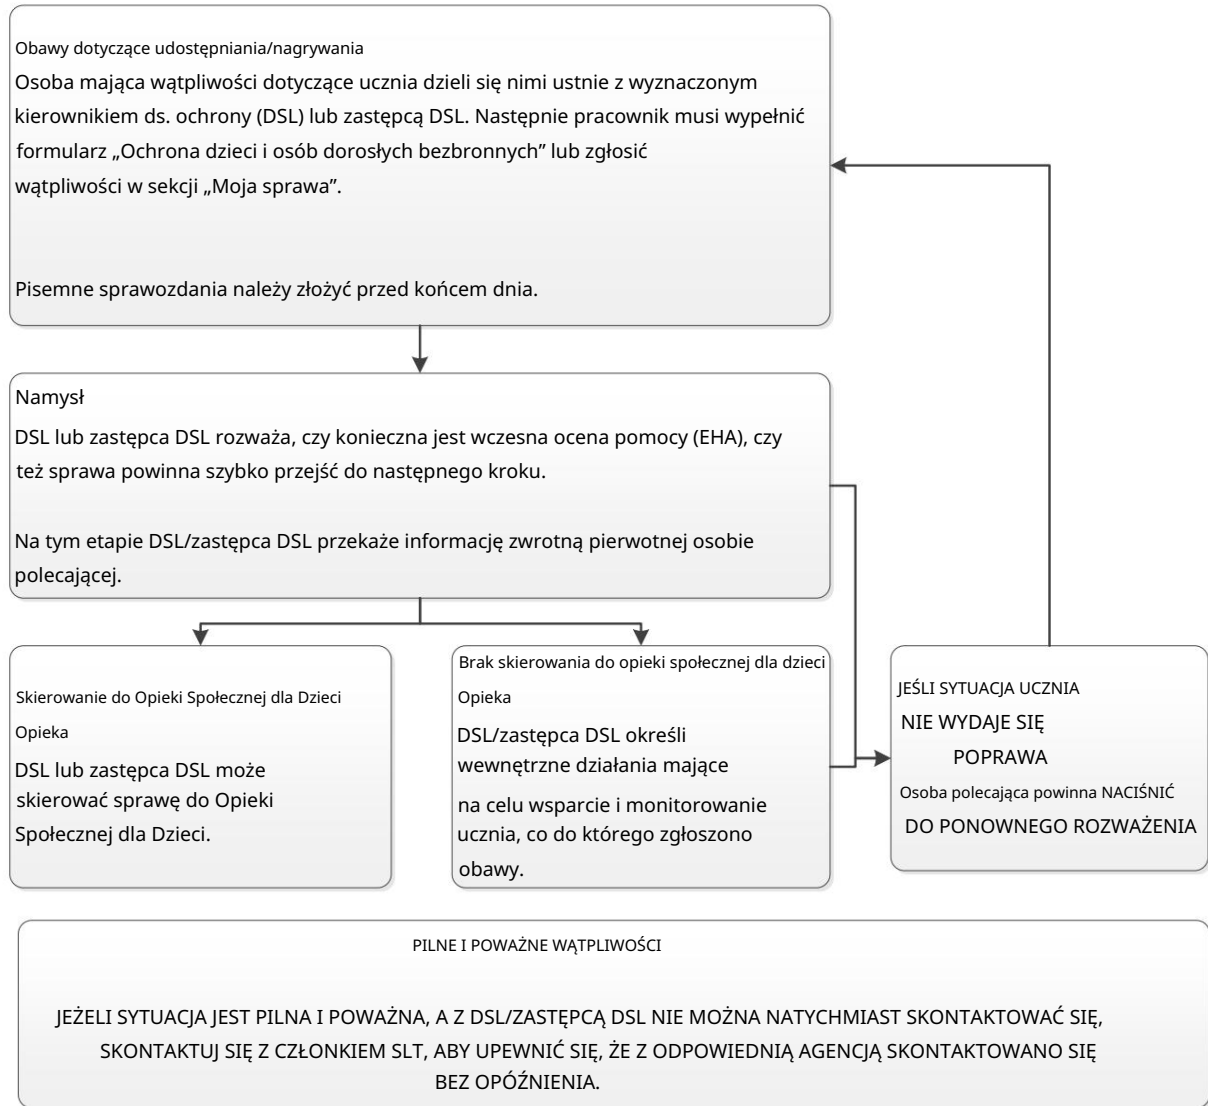 Obawy dotyczące udostępniania/nagrywania
Osoba mająca wątpliwości dotyczące ucznia dzieli się nimi ustnie z wyznaczonym
kierownikiem ds. ochrony (DSL) lub zastępcą DSL. Następnie pracownik musi wypełnić
formularz „Ochrona dzieci i osób dorosłych bezbronnych” lub zgłosić
wątpliwości w sekcji „Moja sprawa”.
Pisemne sprawozdania należy złożyć przed końcem dnia.
Namysł
DSL lub zastępca DSL rozważa, czy konieczna jest wczesna ocena pomocy (EHA), czy
też sprawa powinna szybko przejść do następnego kroku.
Na tym etapie DSL/zastępca DSL przekaże informację zwrotną pierwotnej osobie
polecającej.
Skierowanie do Opieki Społecznej dla Dzieci
Opieka
DSL lub zastępca DSL może
skierować sprawę do Opieki
Społecznej dla Dzieci.
Brak skierowania do opieki społecznej dla dzieci
Opieka
DSL/zastępca DSL określi
wewnętrzne działania mające
na celu wsparcie i monitorowanie
ucznia, co do którego zgłoszono
obawy.
JEŚLI SYTUACJA UCZNIA
NIE WYDAJE SIĘ
POPRAWA
Osoba polecająca powinna NACIŚNIĆ
DO PONOWNEGO ROZWAŻENIA
PILNE I POWAŻNE WĄTPLIWOŚCI
JEŻELI SYTUACJA JEST PILNA I POWAŻNA, A Z DSL/ZASTĘPCĄ DSL NIE MOŻNA NATYCHMIAST SKONTAKTOWAĆ SIĘ,
SKONTAKTUJ SIĘ Z CZŁONKIEM SLT, ABY UPEWNIĆ SIĘ, ŻE Z ODPOWIEDNIĄ AGENCJĄ SKONTAKTOWANO SIĘ
BEZ OPÓŹNIENIA.